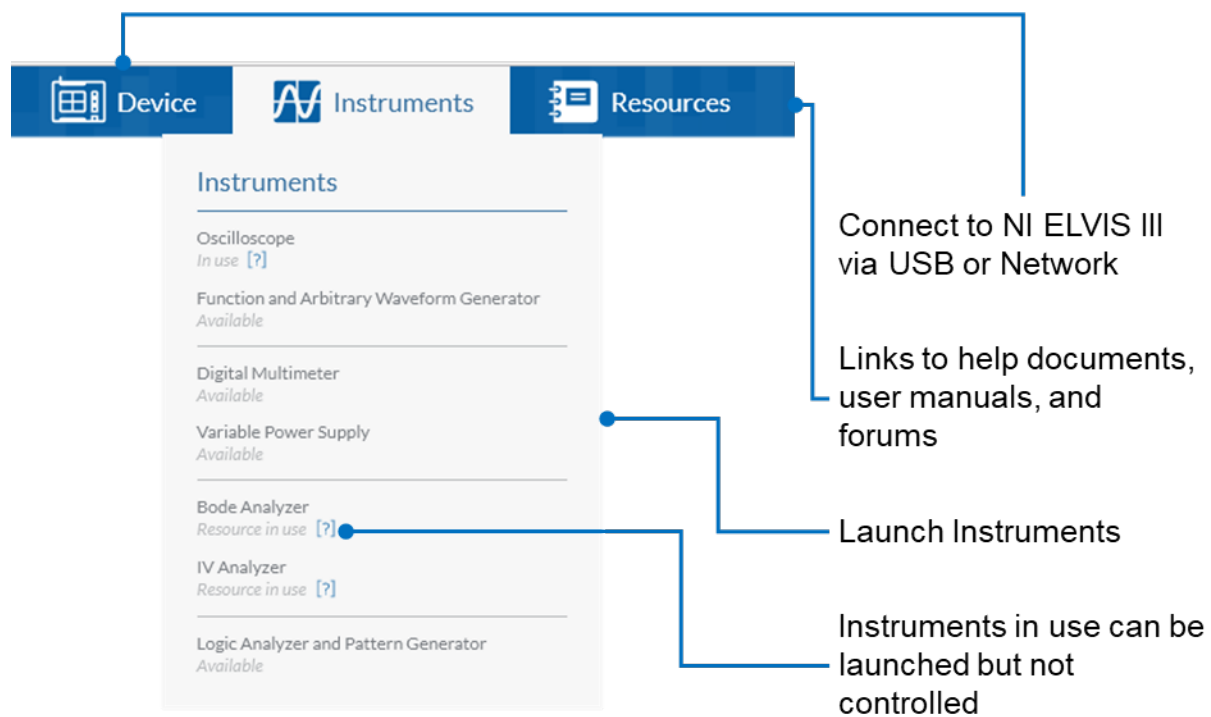 Device
Instruments
Resources
Instruments
Oscilloscope
In use [?]
Function and Arbitrary Waveform Generator
Available
Digital Multimeter
Available
Variable Power Supply
Available
Bode Analyzer
Resource in use [?]
IV Analyzer
Resource in use [?]
Logic Analyzer and Pattern Generator
Available
Connect to NI ELVIS III
via USB or Network
Links to help documents,
user manuals, and
forums
Launch Instruments
Instruments in use can be
launched but not
controlled